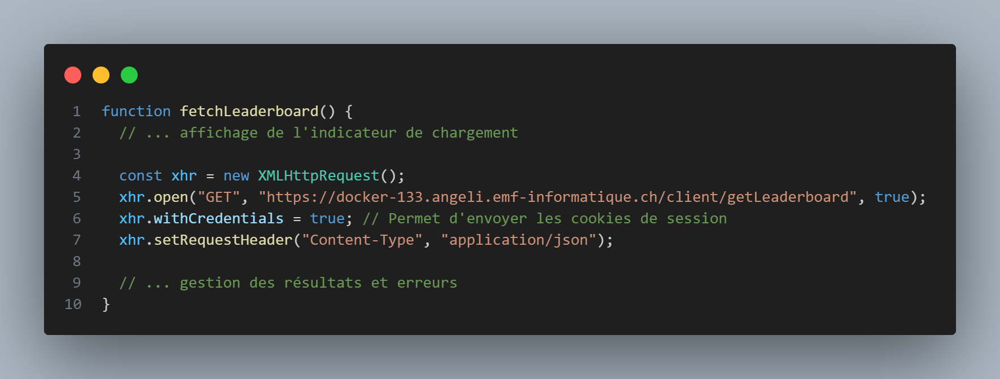 1 function fetchLeaderboard() {
2 // ... affichage de l'indicateur de chargement
3
4 const xhr = new XMLHttpRequest();
5 xhr.open("GET", "https://docker-133.angeli.emf-informatique.ch/client/getLeaderboard", true);
6 xhr.withCredentials = true; // Permet d'envoyer les cookies de session
7 xhr.setRequestHeader("Content-Type", "application/json");
8
9 // ... gestion des résultats et erreurs
10 }